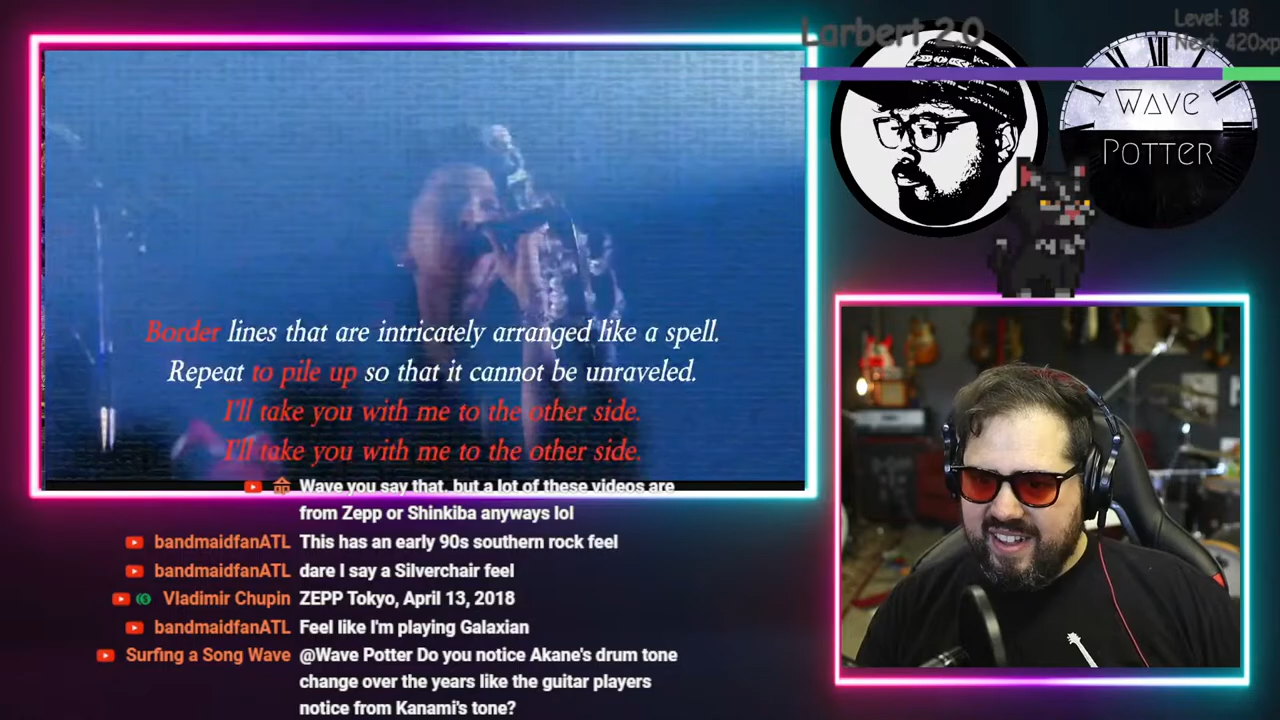 Larbert 2.0
Level: 18
Next: 420xp
WAVE
POTTER
Border lines that are intricately arranged like a spell.
Repeat to pile up so that it cannot be unraveled.
I'll take you with me to the other side.
I'll take you with me to the other side.
Wave you say that, but a lot of these videos are
from Zepp or Shinkiba anyways lol
bandmaidfanATL This has an early 90s southern rock feel
bandmaidfanATL dare I say a Silverchair feel
Vladimir Chupin ZEPP Tokyo, April 13, 2018
bandmaidfanATL Feel like I'm playing Galaxian
Surfing a Song Wave @Wave Potter Do you notice Akane's drum tone
change over the years like the guitar players
notice from Kanami's tone?